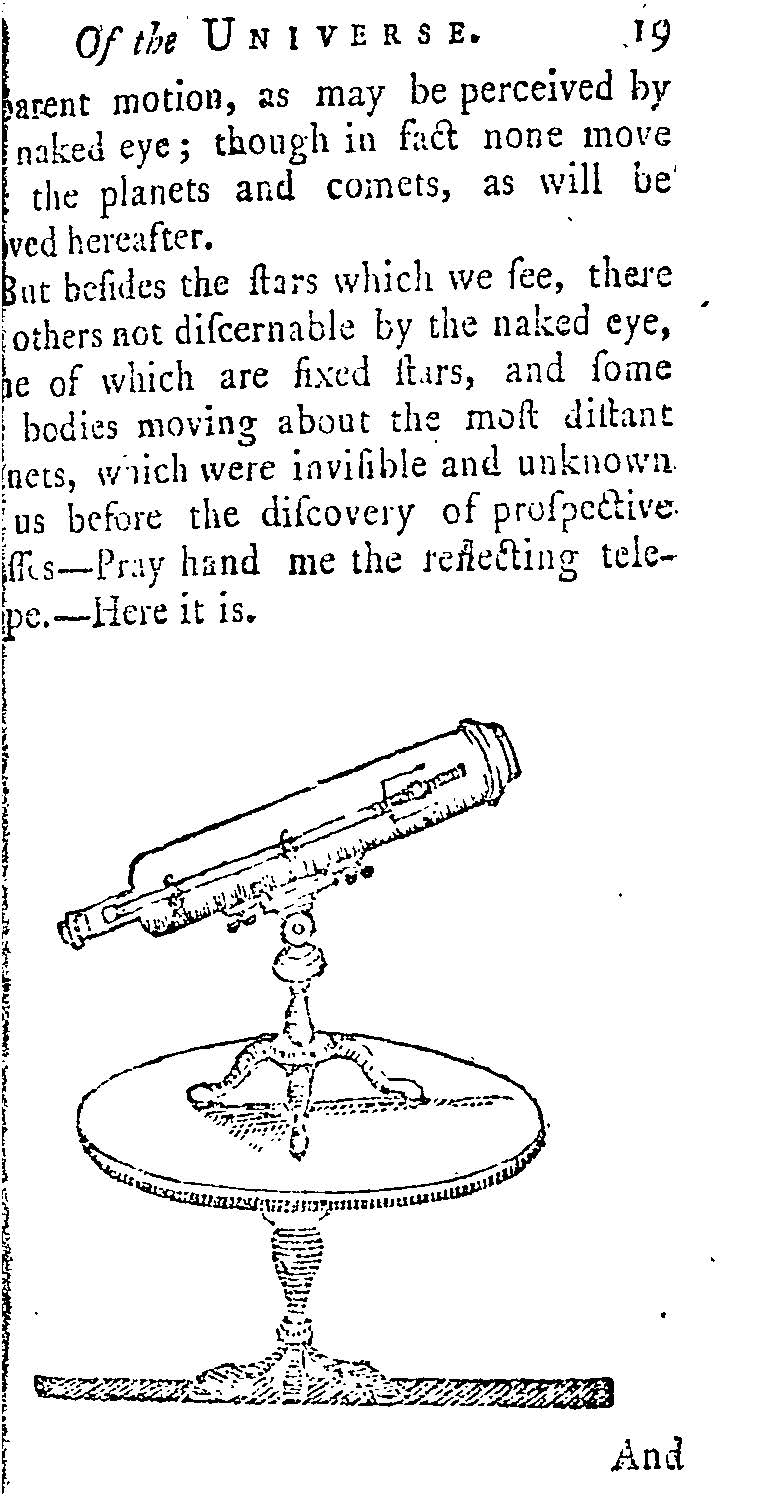 Of the UNIVERSE. 19
parent motion, as may be perceived by
naked eye; though in fact none move
the planets and comets, as will be
wed hereafter.
But beſides the ſtars which we ſee, there
others not diſcernable by the naked eye,
ne of which are fixed ſtars, and ſome
bodies moving about the moſt diſtant
nets, which were inviſible and unknown
us before the diſcovery of proſpective
ſſes—Pray hand me the reflecting tele-
pe.—Here it is.
And